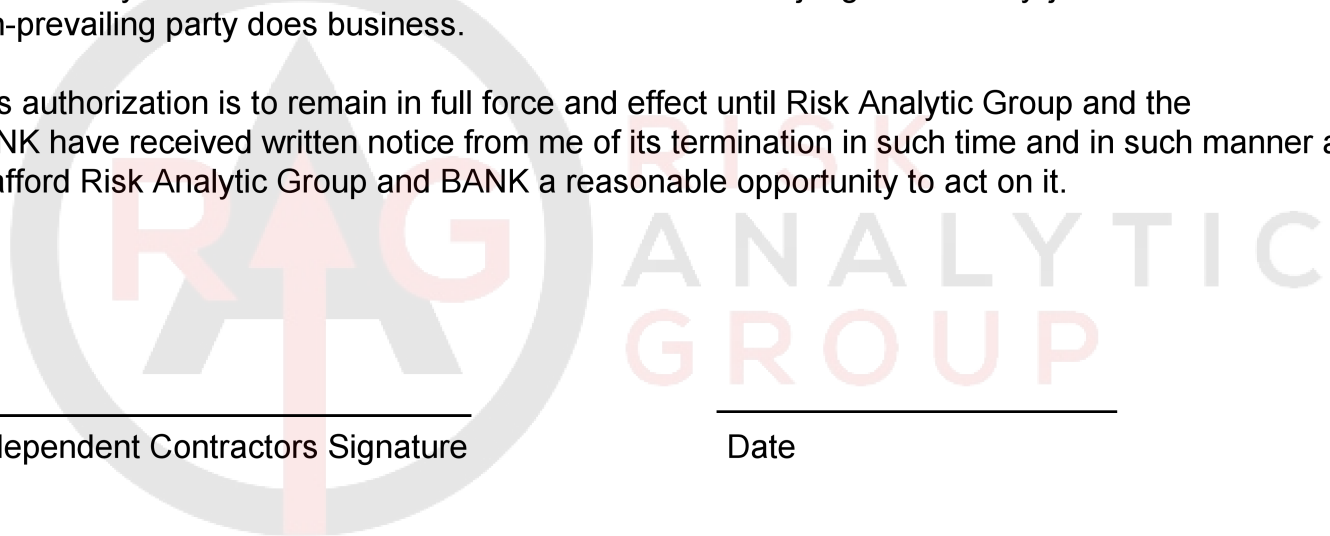 n-prevailing party does business.
s authorization is to remain in full force and effect until Risk Analytic Group and the
NK have received written notice from me of its termination in such time and in such manner a
afford Risk Analytic Group and BANK a reasonable opportunity to act on it.
RISK
RAG
ANALYTIC
GROUP
dependent Contractors Signature
Date